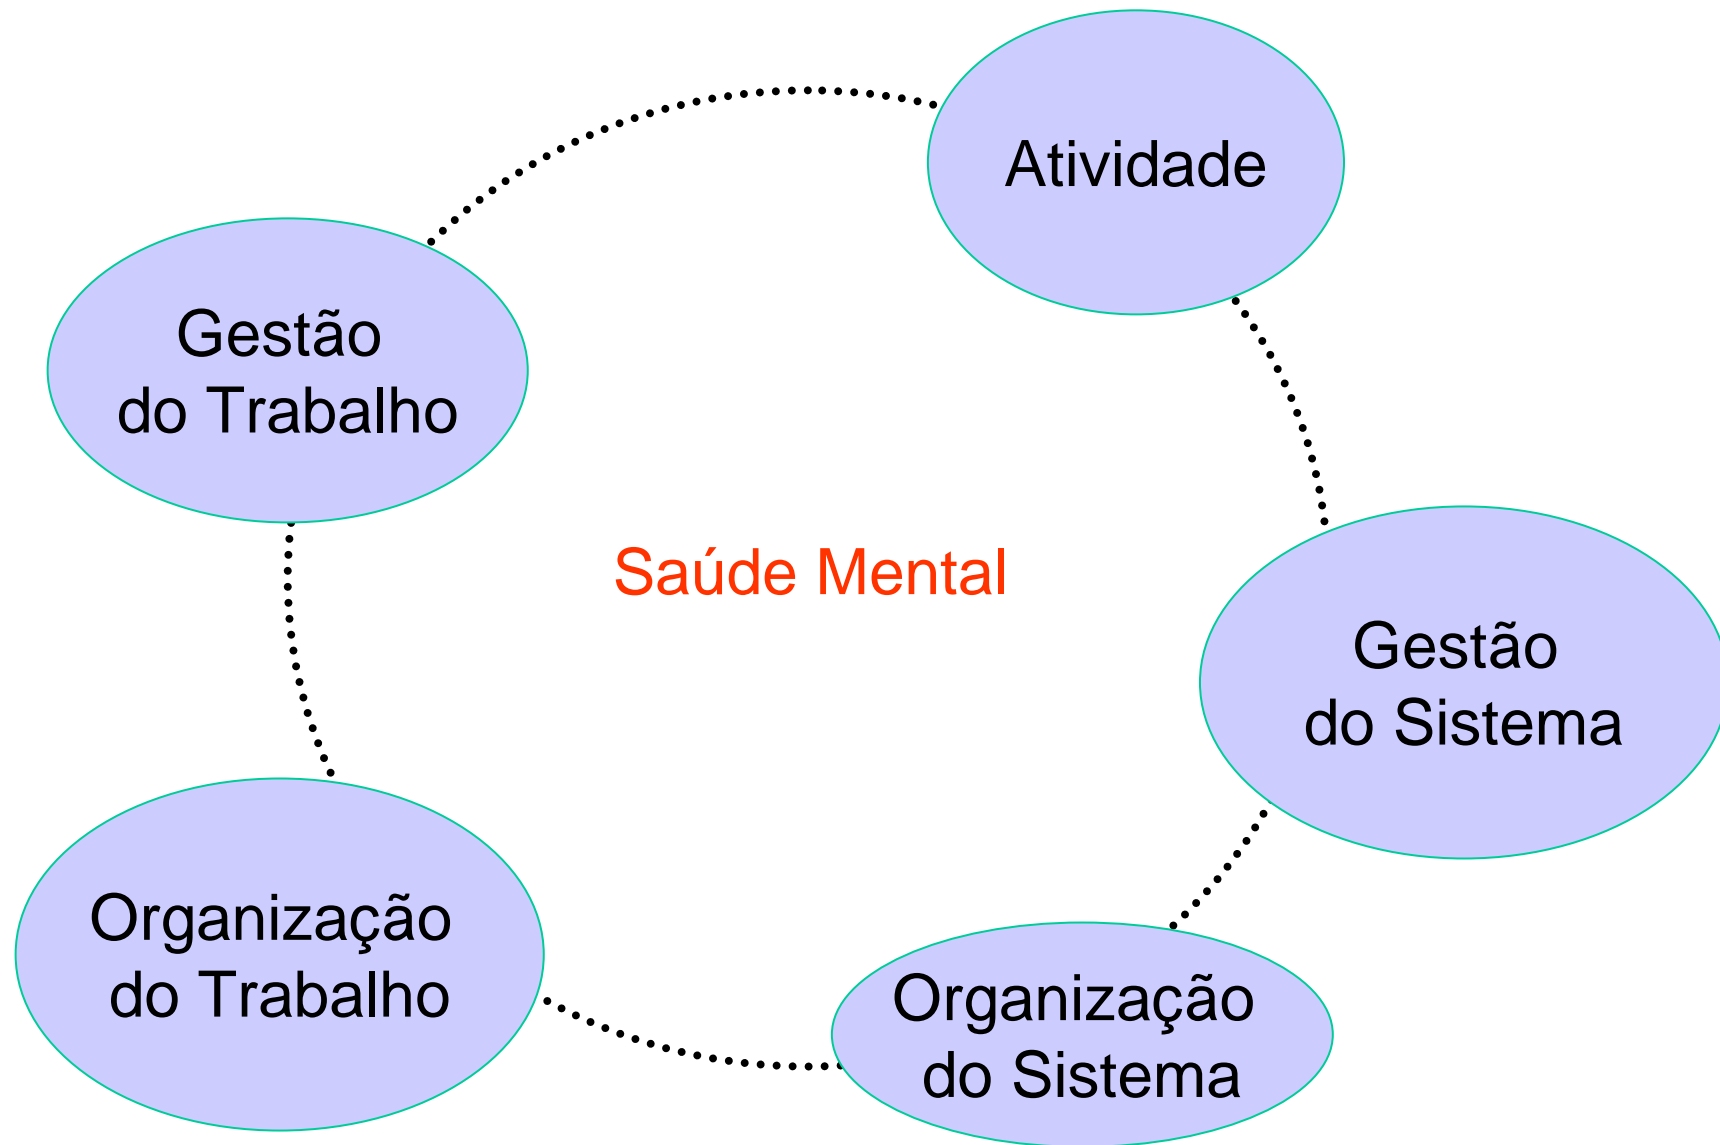 Atividade
Gestão
do Trabalho
Saúde Mental
Gestão
do Sistema
Organização
do Trabalho
Organização
do Sistema